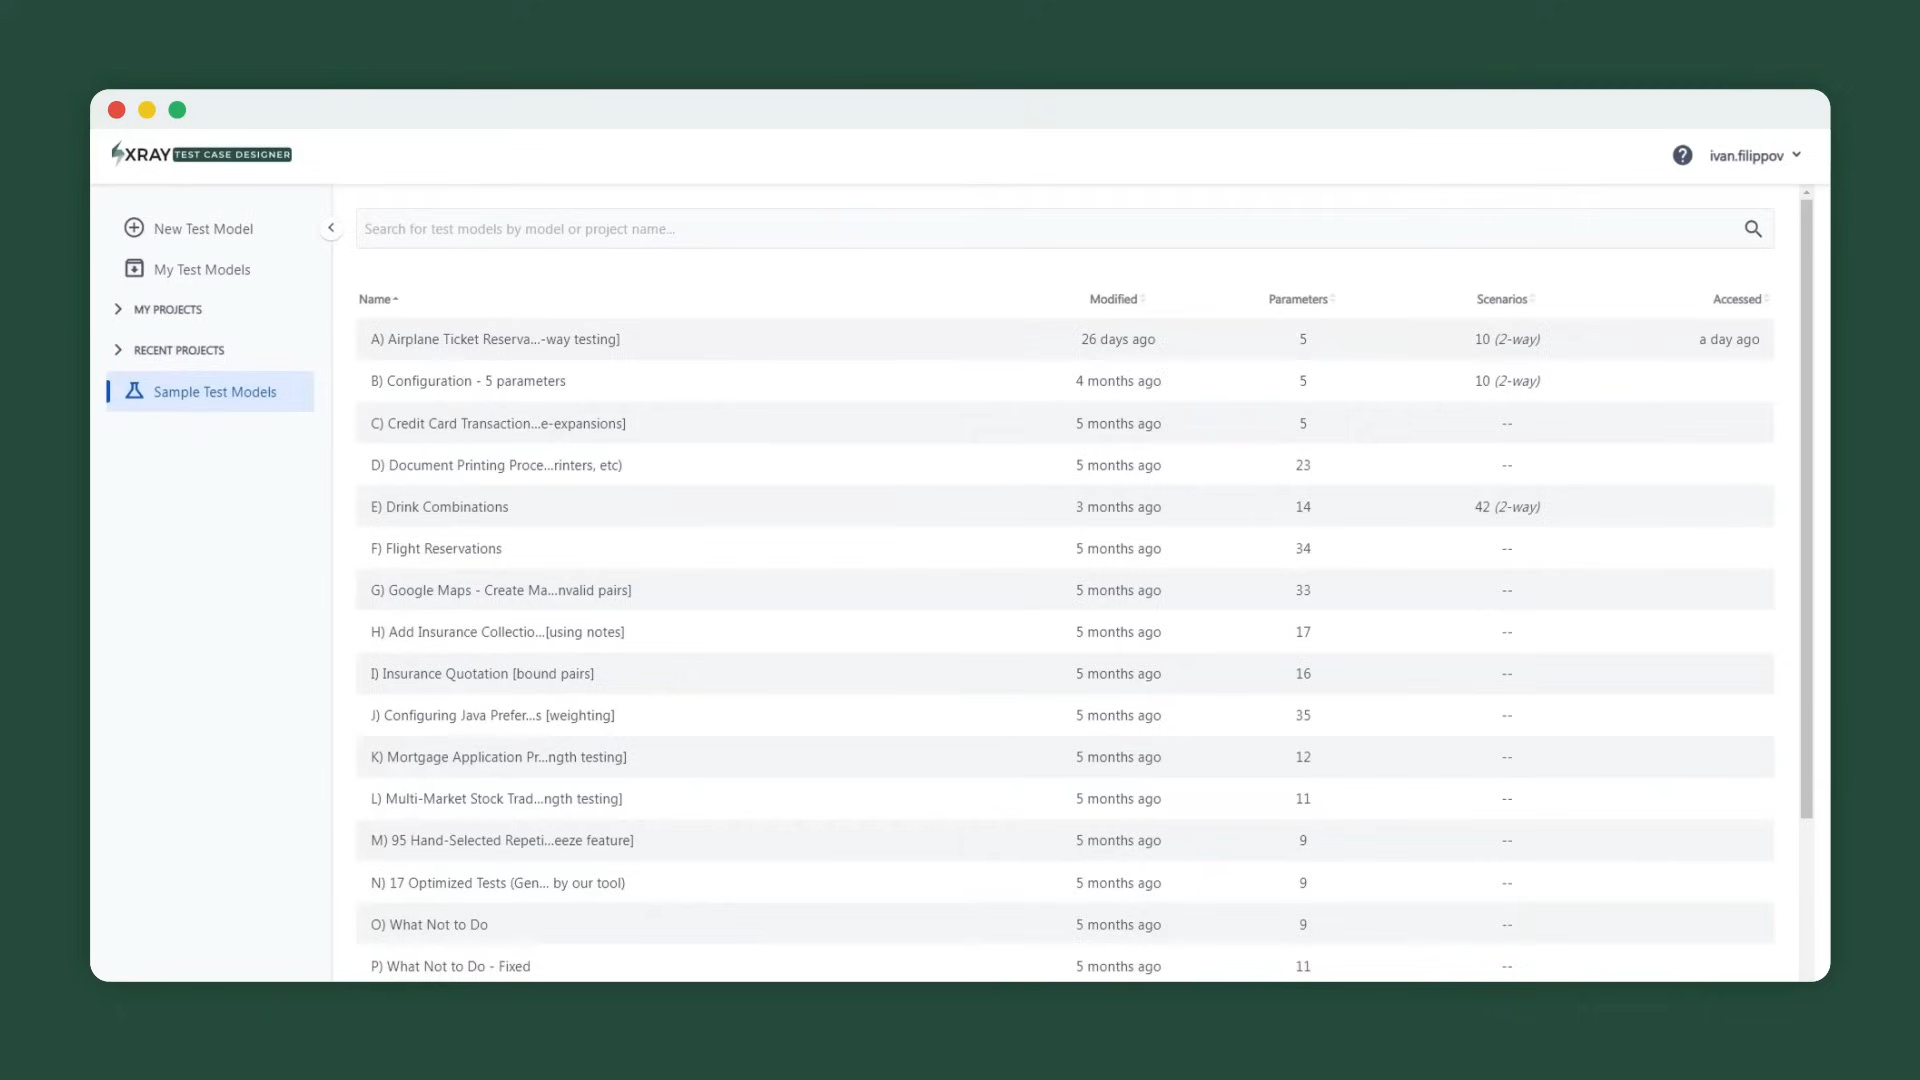 XRAY TEST CASE DESIGNER
ivan.filippov
New Test Model
My Test Models
MY PROJECTS
RECENT PROJECTS
Sample Test Models
Search for test models by model or project name...
Name Modified Parameters Scenarios Accessed
A) Airplane Ticket Reserva...-way testing] 26 days ago 5 10 (2-way) a day ago
B) Configuration - 5 parameters 4 months ago 5 10 (2-way)
C) Credit Card Transaction...e-expansions] 5 months ago 5 --
D) Document Printing Proce...rinters, etc) 5 months ago 23 --
E) Drink Combinations 3 months ago 14 42 (2-way)
F) Flight Reservations 5 months ago 34 --
G) Google Maps - Create Ma...nvalid pairs] 5 months ago 33 --
H) Add Insurance Collectio...[using notes] 5 months ago 17 --
I) Insurance Quotation [bound pairs] 5 months ago 16 --
J) Configuring Java Prefer...s [weighting] 5 months ago 35 --
K) Mortgage Application Pr...ngth testing] 5 months ago 12 --
L) Multi-Market Stock Trad...ngth testing] 5 months ago 11 --
M) 95 Hand-Selected Repeti...eeze feature] 5 months ago 9 --
N) 17 Optimized Tests (Gen... by our tool) 5 months ago 9 --
O) What Not to Do 5 months ago 9 --
P) What Not to Do - Fixed 5 months ago 11 --